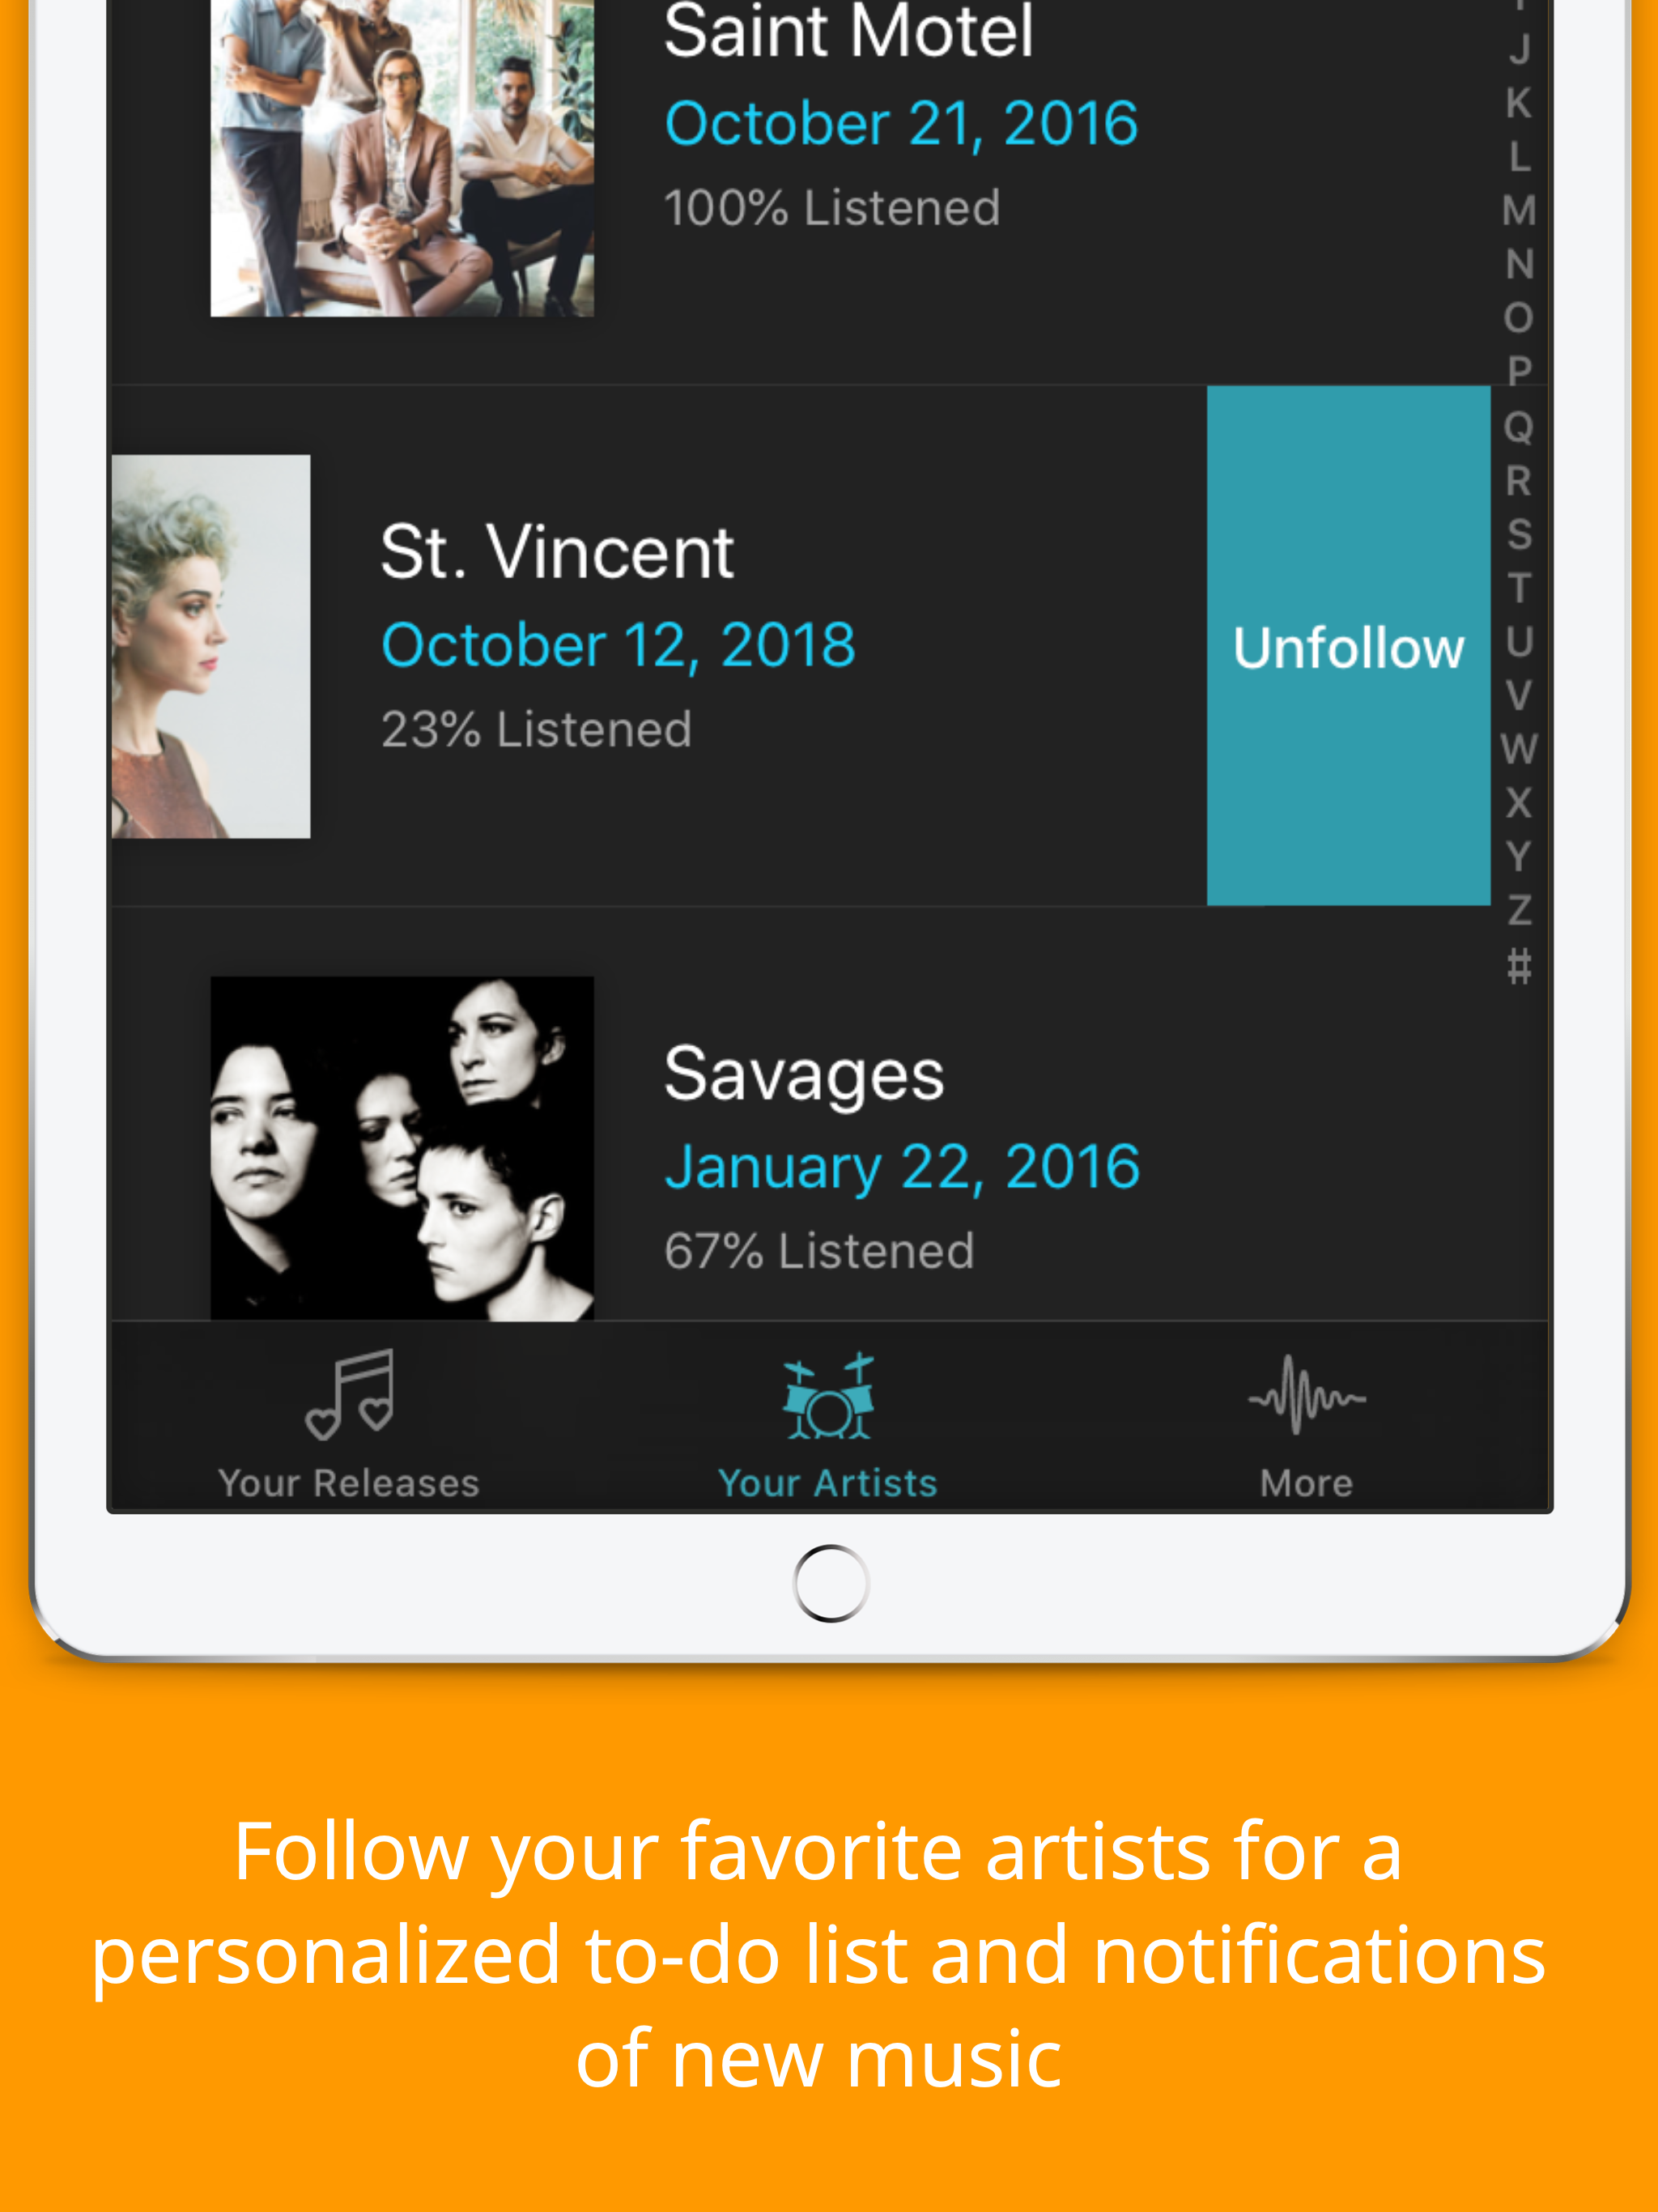 Saint Motel
October 21, 2016
100% Listened
J
K
L
M
N
O
P
Q
R
S
T
U
V
W
X
Y
Z
#
St. Vincent
October 12, 2018
23% Listened
Unfollow
Savages
January 22, 2016
67% Listened
Your Releases
Your Artists
More
Follow your favorite artists for a
personalized to-do list and notifications
of new music